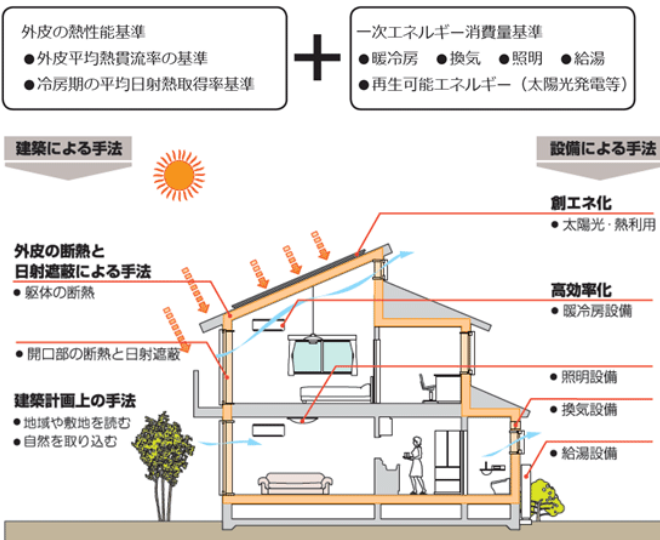 外皮の熱性能基準
●外皮平均熱貫流率の基準
●冷房期の平均日射熱取得率基準
+
一次エネルギー消費量基準
●暖冷房 ●換気 ●照明 ●給湯
●再生可能エネルギー（太陽光発電等）
建築による手法
設備による手法
創エネ化
●太陽光・熱利用
外皮の断熱と
日射遮蔽による手法
●躯体の断熱
高効率化
●暖冷房設備
●開口部の断熱と日射遮蔽
●照明設備
建築計画上の手法
●地域や敷地を読む
●自然を取り込む
●換気設備
●給湯設備